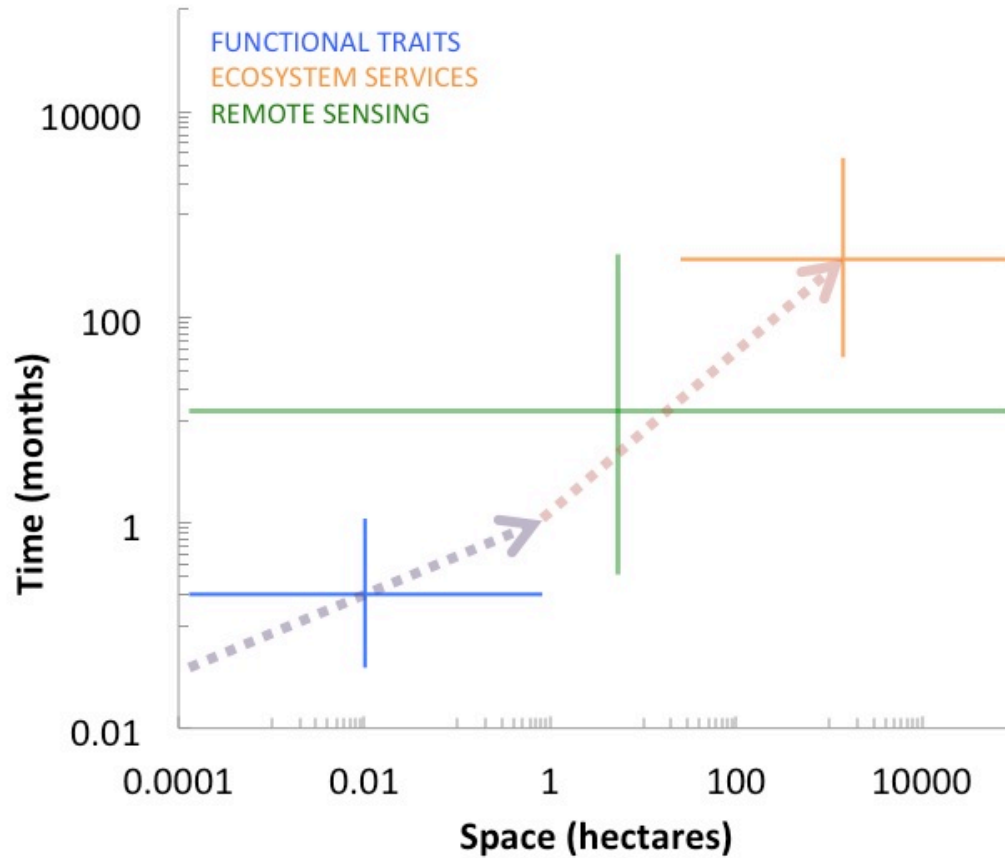 FUNCTIONAL TRAITS
ECOSYSTEM SERVICES
REMOTE SENSING
10000
100
1
0.01
Time (months)
0.0001 0.01 1 100 10000
Space (hectares)